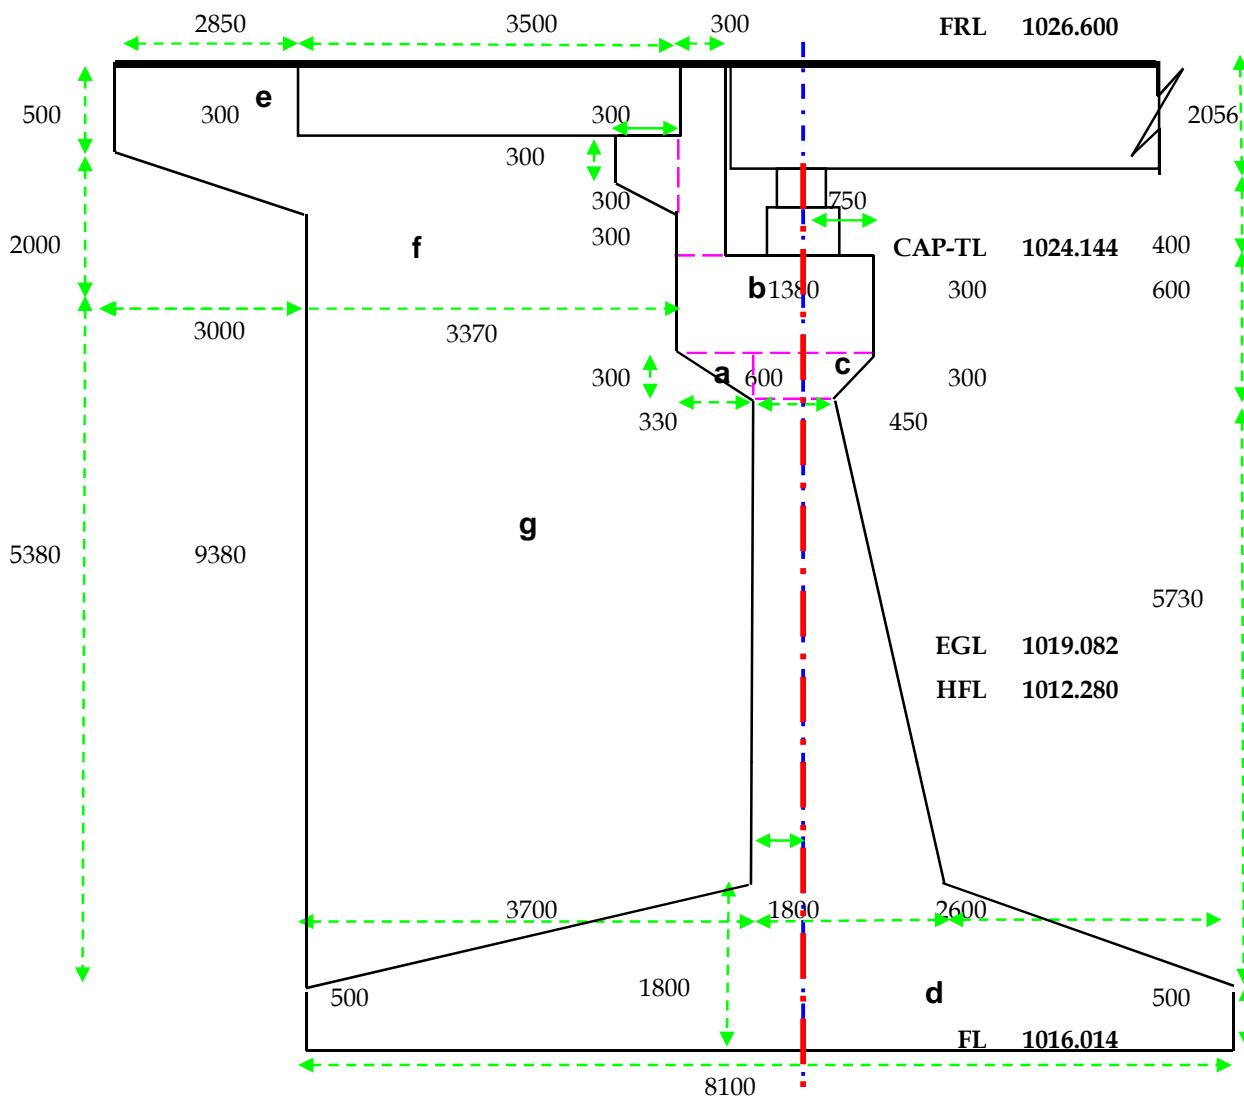 2850 3500 300 FRL 1026.600
e
500 300 300 2056
300
300 750
300
2000 f CAP-TL 1024.144 400
b 1380 300 600
3000 3370
300 a 600 c 300
330 450
g
5380 9380
5730
EGL 1019.082
HFL 1012.280
3700 1800 2600
500 1800 d 500
FL 1016.014
8100